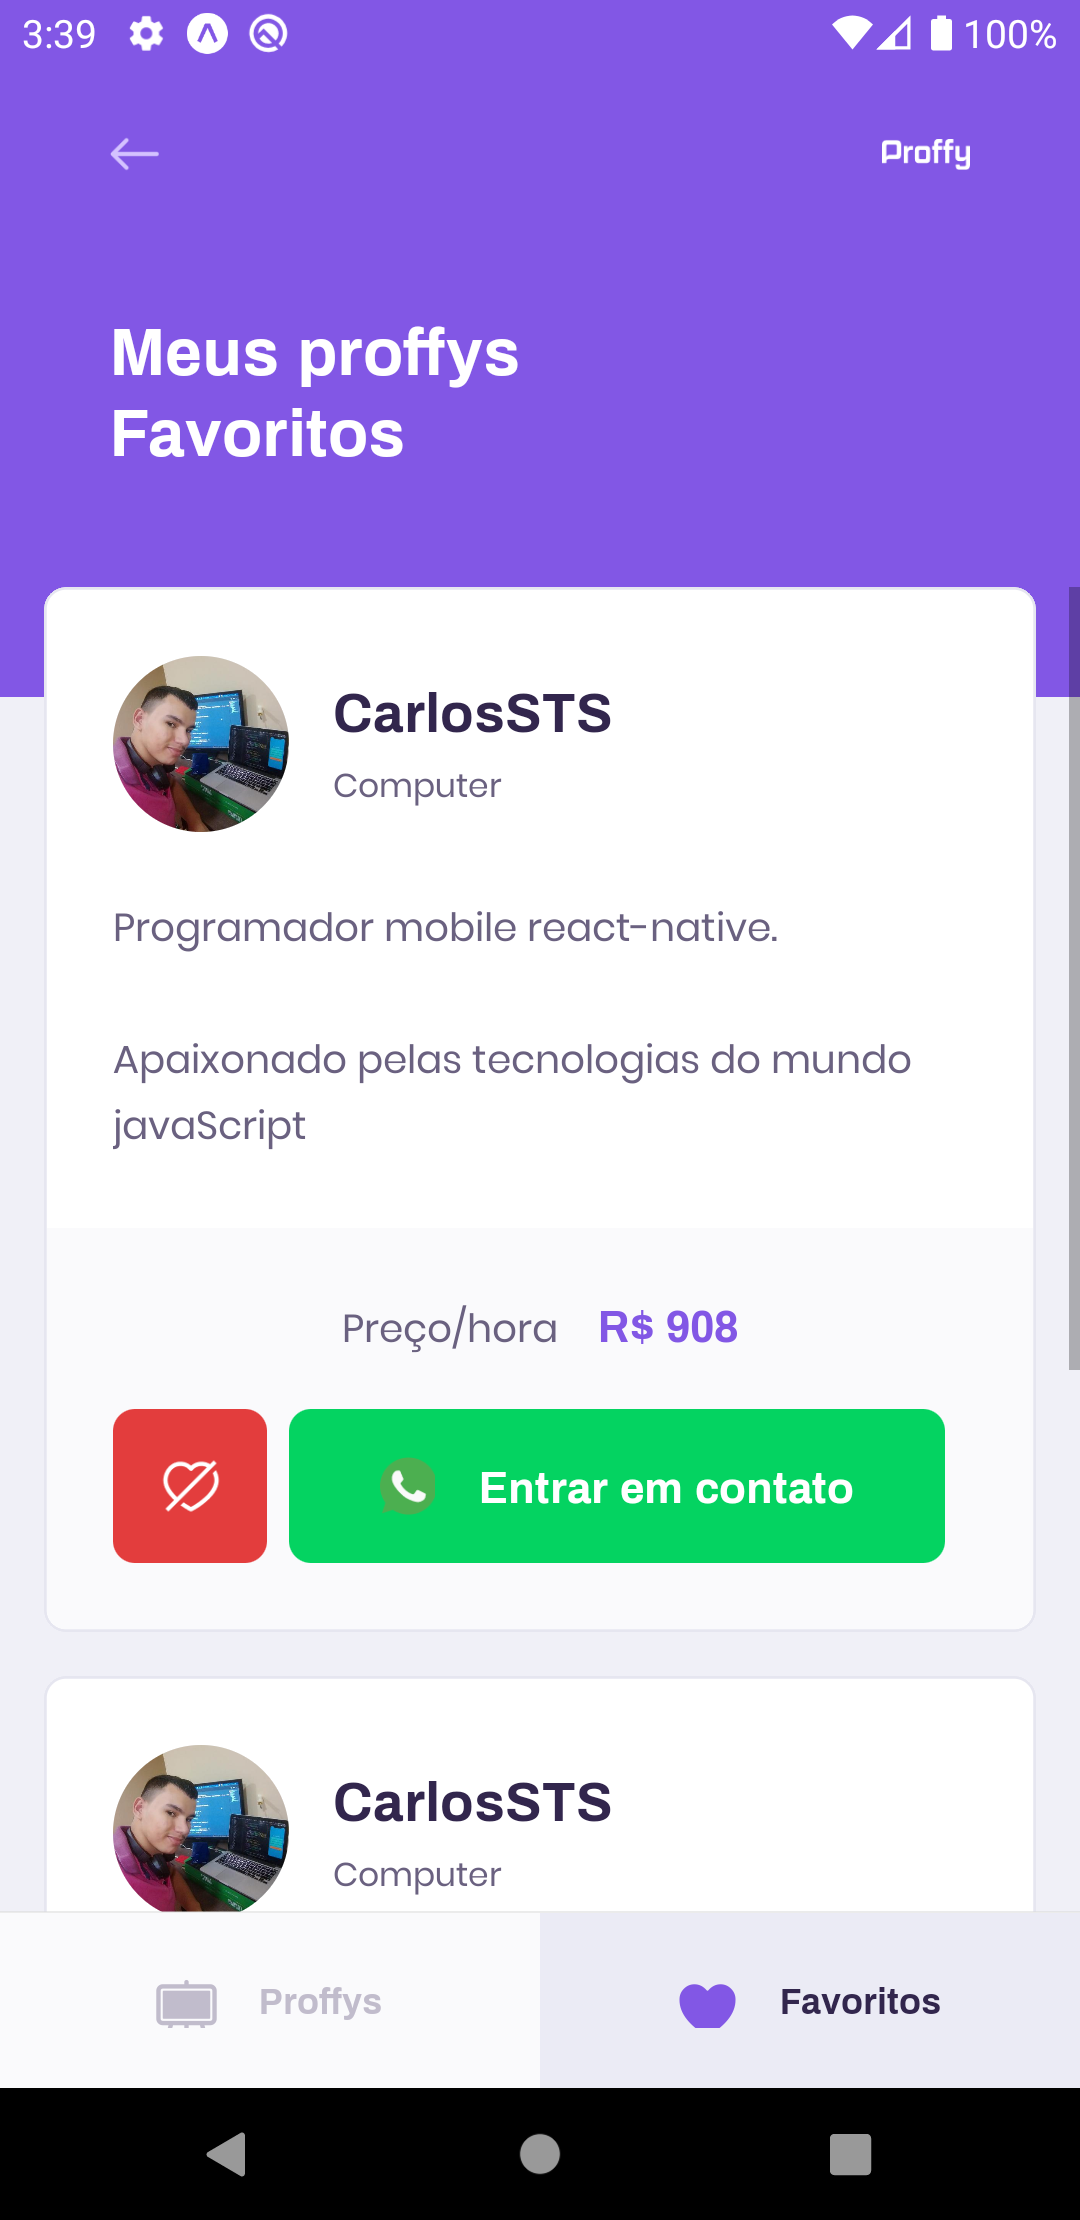 3:39
100%
Proffy
Meus proffys
Favoritos
CarlosSTS
Computer
Programador mobile react-native.
Apaixonado pelas tecnologias do mundo
javaScript
Preço/hora R$ 908
Entrar em contato
CarlosSTS
Computer
Proffys
Favoritos